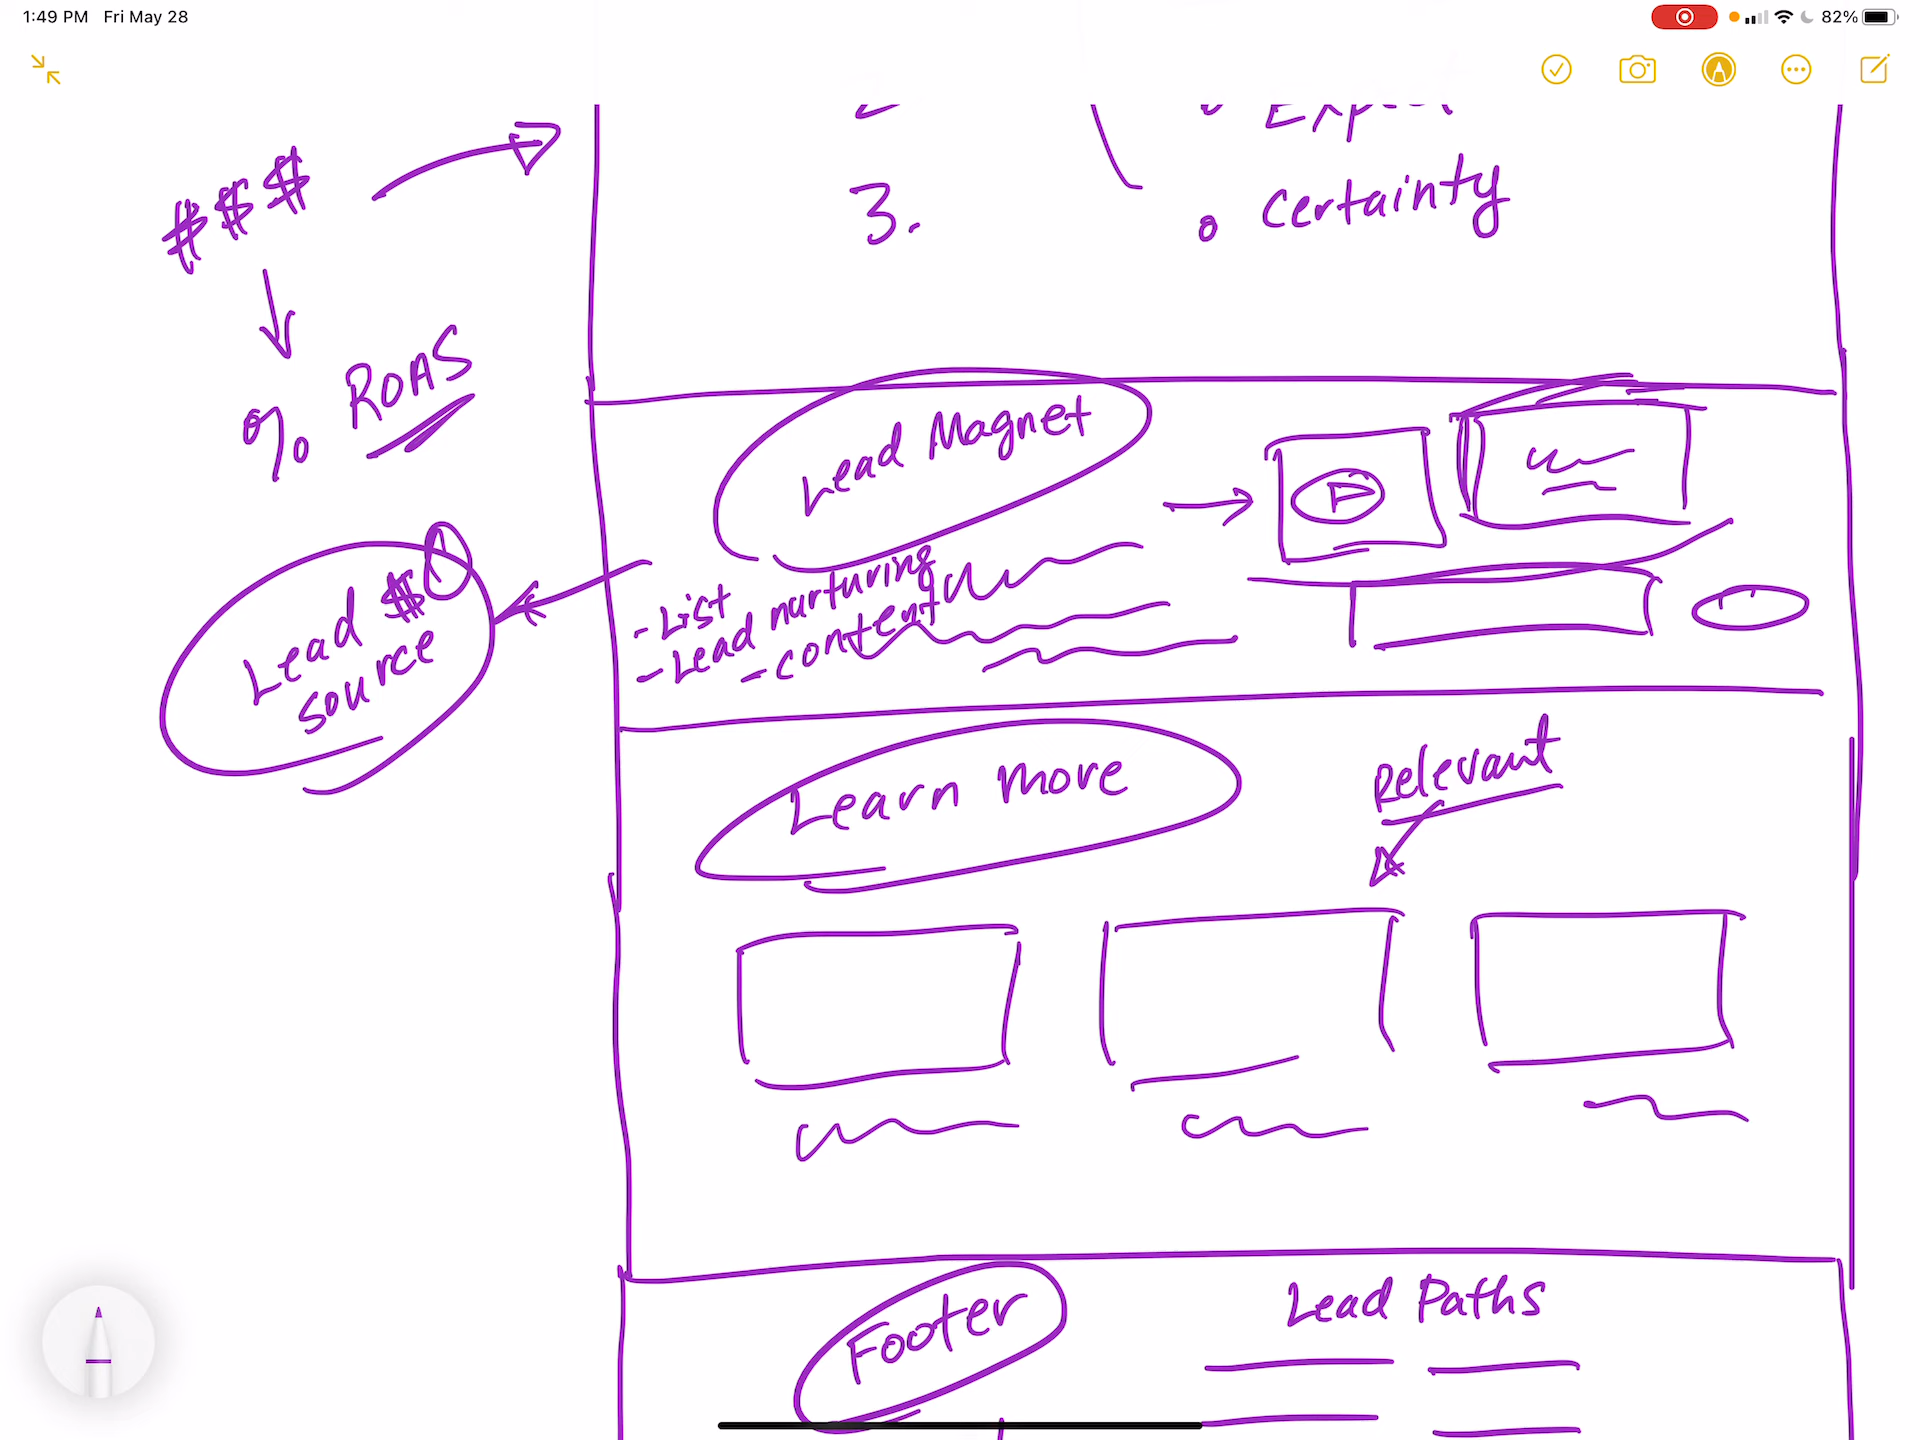 1:49 PM Fri May 28
82%
$$$
3.
Certainty
% ROAS
Lead Magnet
Lead $
source
- List
- Lead nurturing
- content
Learn more
Relevant
Footer
Lead Paths